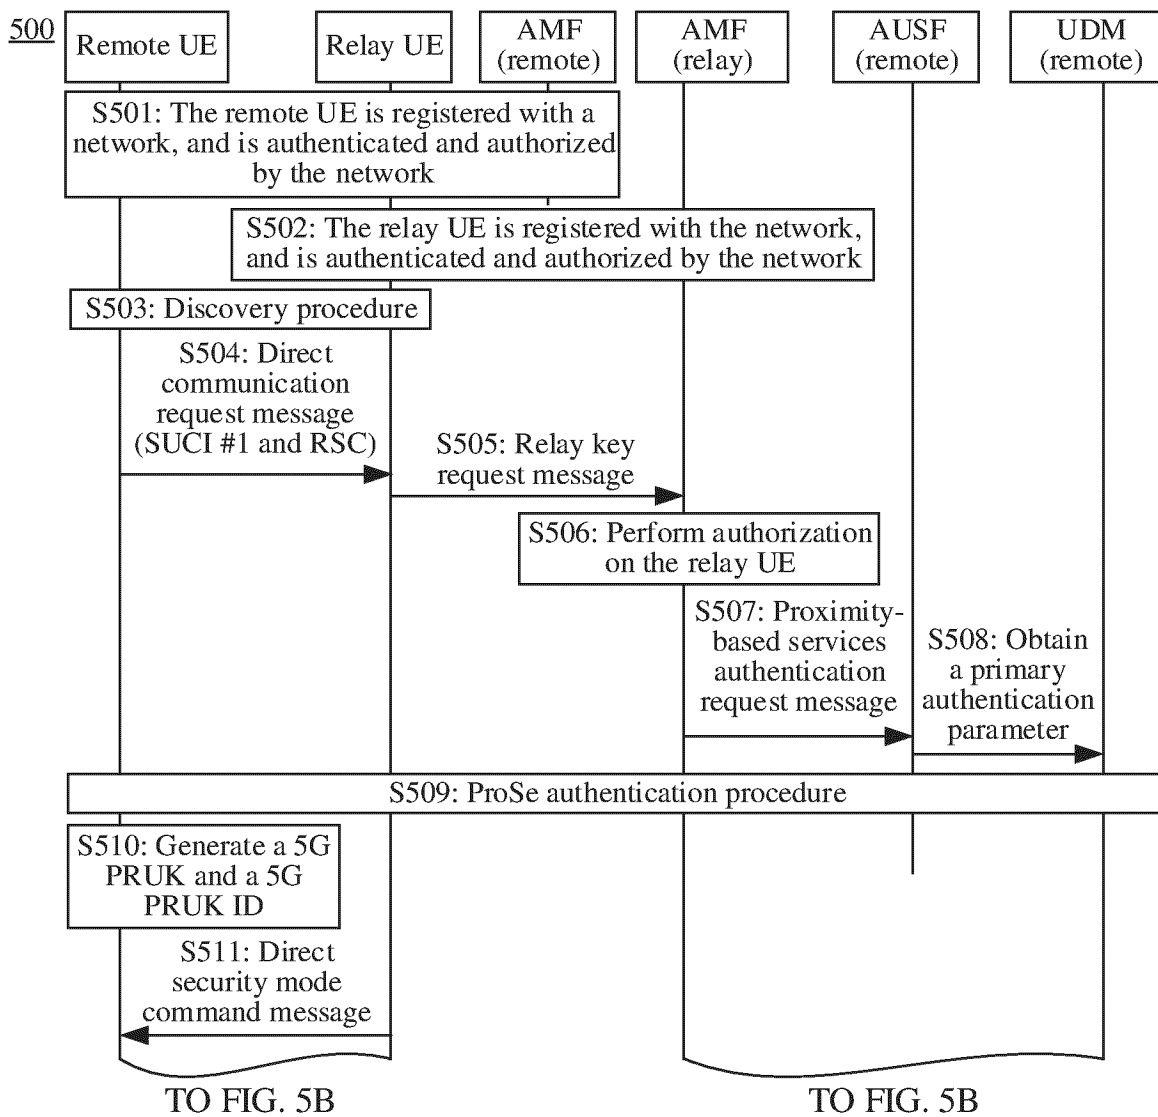 500
Remote UE
Relay UE
AMF
(remote)
AMF
(relay)
AUSF
(remote)
UDM
(remote)
S501: The remote UE is registered with a
network, and is authenticated and authorized
by the network
S502: The relay UE is registered with the network,
and is authenticated and authorized by the network
S503: Discovery procedure
S504: Direct
communication
request message
(SUCI #1 and RSC)
S505: Relay key
request message
S506: Perform authorization
on the relay UE
S507: Proximity-
based services
authentication
request message
S508: Obtain
a primary
authentication
parameter
S509: ProSe authentication procedure
S510: Generate a 5G
PRUK and a 5G
PRUK ID
S511: Direct
security mode
command message
TO FIG. 5B
TO FIG. 5B